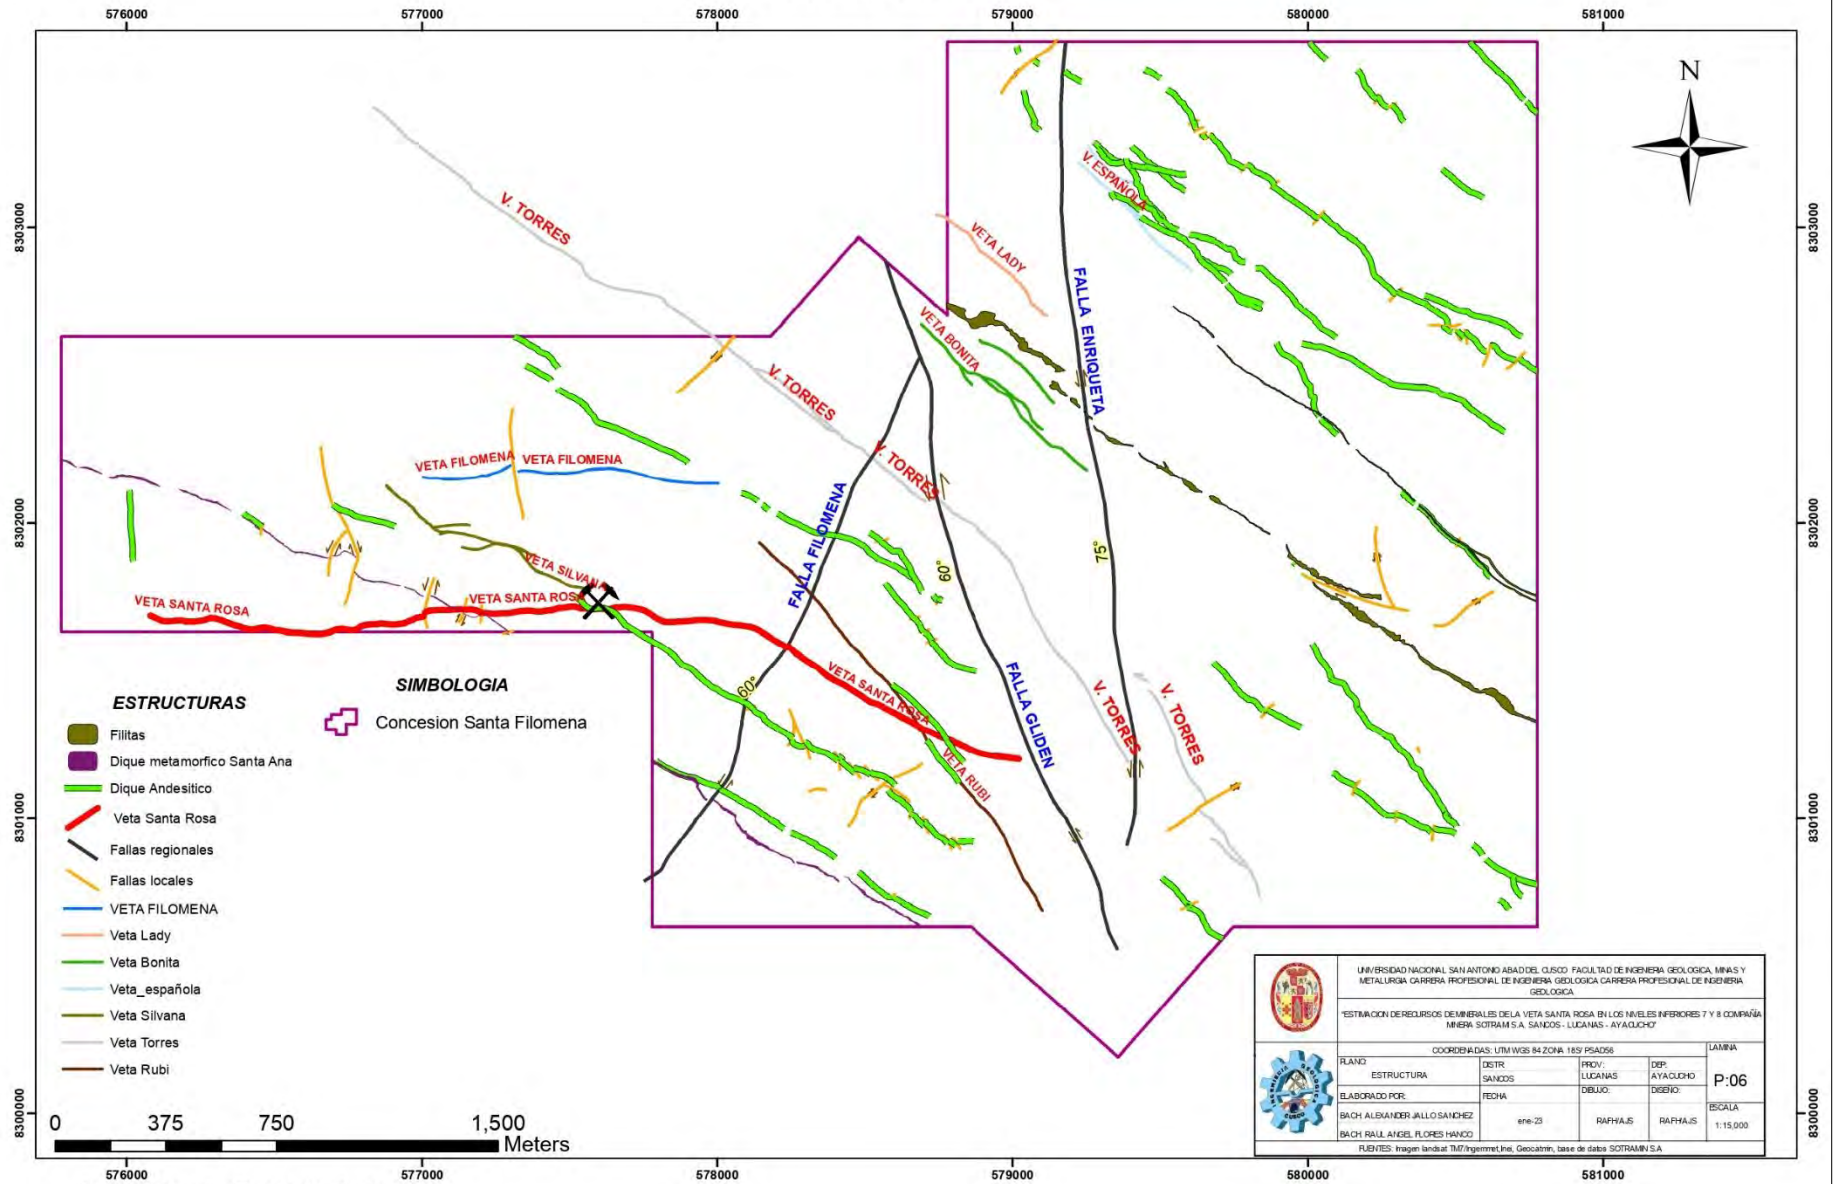 576000 577000 578000 579000 580000 581000
N
8303000
8303000
V. TORRES
V. ESPAÑOLA
VETA LADY
FALLA ENRIQUETA
VETA BONITA
V. TORRES
V. TORRES
VETA FILOMENA
VETA FILOMENA
8302000
8302000
FALLA FILOMENA
60°
75°
VETA SILVANA
VETA SANTA ROSA
VETA SANTA ROSA
VETA SANTA ROSA
60°
FALLA GLIDEN
V. TORRES
V. TORRES
VETA RUBI
8301000
8301000
ESTRUCTURAS
Filitas
Dique metamorfico Santa Ana
Dique Andesitico
Veta Santa Rosa
Fallas regionales
Fallas locales
VETA FILOMENA
Veta Lady
Veta Bonita
Veta_española
Veta Silvana
Veta Torres
Veta Rubi
SIMBOLOGIA
Concesion Santa Filomena
0 375 750 1,500
Meters
8300000
8300000
UNIVERSIDAD NACIONAL SAN ANTONIO ABAD DEL CUSCO FACULTAD DE INGENIERIA GEOLOGICA, MINAS Y
METALURGIA CARRERA PROFESIONAL DE INGENIERIA GEOLOGICA CARRERA PROFESIONAL DE INGENIERIA
GEOLOGICA
"ESTIMACION DE RECURSOS DE MINERALES DE LA VETA SANTA ROSA EN LOS NIVELES INFERIORES 7 Y 8 COMPAÑIA
MINERA SOTRAMI S.A. SANCOS - LUCANAS - AYACUCHO"
COORDENADAS: UTM WGS 84 ZONA 18S/ PSAD56
LAMINA
P:06
PLANO:
ESTRUCTURA
DISTR:
SANCOS
PROV:
LUCANAS
DEP:
AYACUCHO
ELABORADO POR:
BACH. ALEXANDER JALLO SANCHEZ
BACH. RAUL ANGEL FLORES HANCO
FECHA
ene-23
DIBUJO:
RAFH/AJS
DISEÑO:
RAFH/AJS
ESCALA
1:15,000
FUENTES: Imagen landsat TM7/Ingemmet,Inei, Geocatmin, base de datos SOTRAMIN S.A
INGENIERIA GEOLOGICA
CUSCO
576000 577000 578000 579000 580000 581000